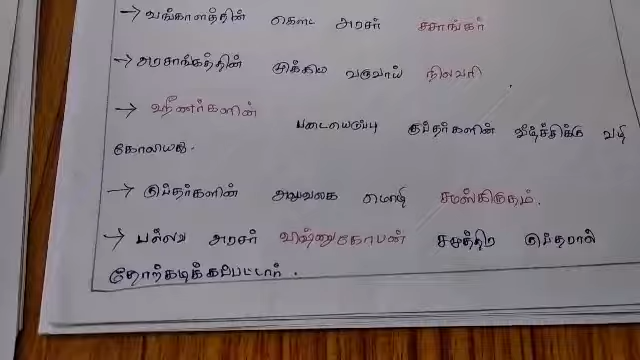 → வங்காளத்தின் கௌட அரசர் சசாங்கர்
→ அரசாங்கத்தின் முக்கிய வருவாய் நிலவரி
→ ஹூணர்களின் படையெடுப்பு குப்தர்களின் வீழ்ச்சிக்கு வழி
கோலியது.
→ குப்தர்களின் அலுவலக மொழி சமஸ்கிருதம்.
→ பல்லவ அரசர் விஷ்ணுகோபன் சமுத்திர குப்தரால்
தோற்கடிக்கப்பட்டார்.